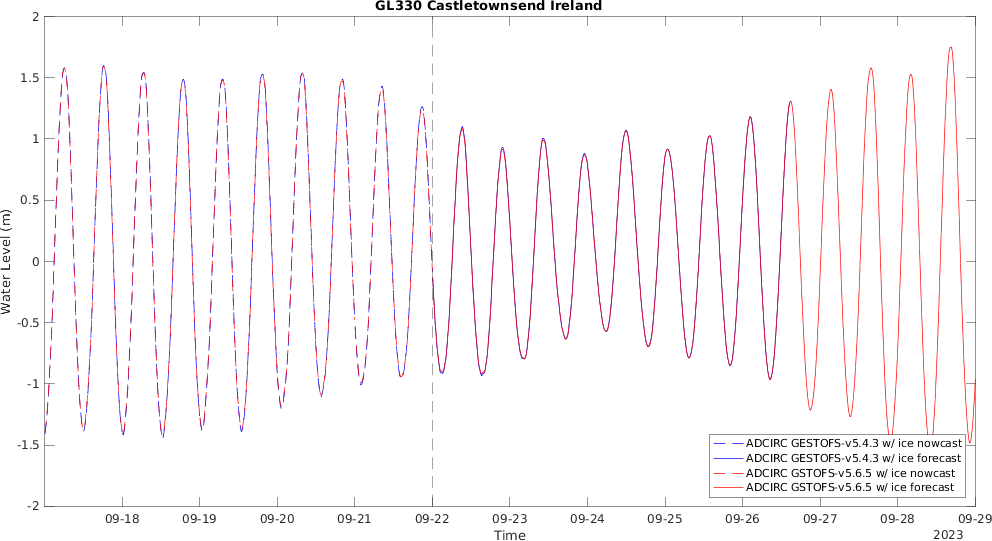 GL330 Castletownsend Ireland
2
1.5
1
0.5
0
-0.5
-1
-1.5
-2
Water Level (m)
ADCIRC GESTOFS-v5.4.3 w/ ice nowcast
ADCIRC GESTOFS-v5.4.3 w/ ice forecast
ADCIRC GSTOFS-v5.6.5 w/ ice nowcast
ADCIRC GSTOFS-v5.6.5 w/ ice forecast
09-18 09-19 09-20 09-21 09-22 09-23 09-24 09-25 09-26 09-27 09-28 09-29
Time
2023